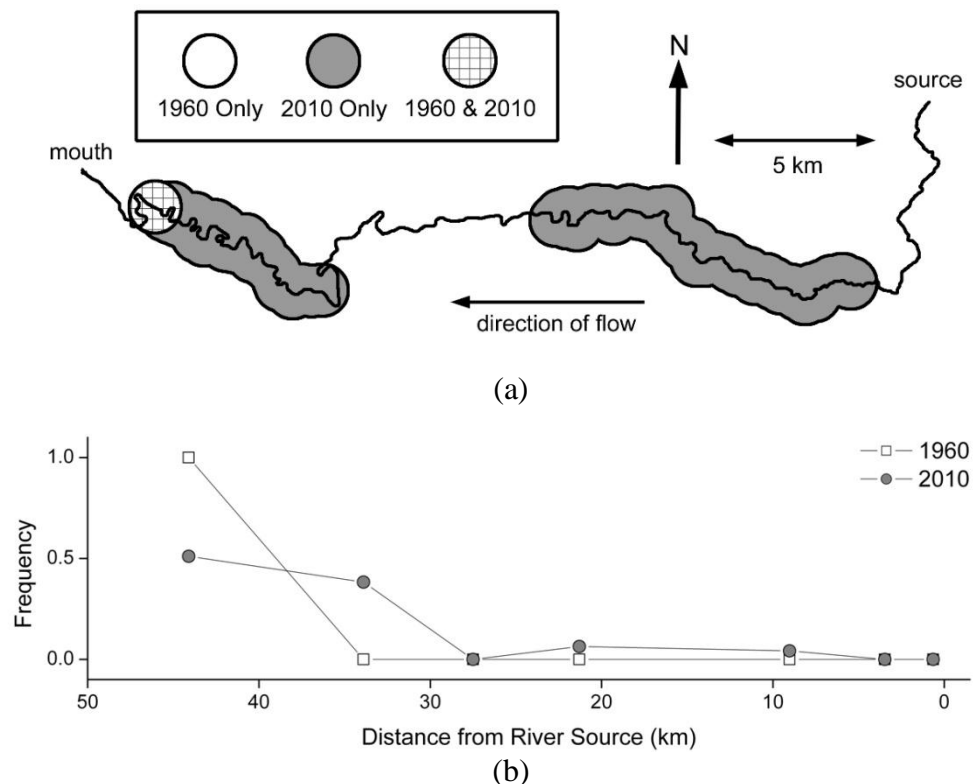 1960 Only 2010 Only 1960 & 2010
N
source
5 km
mouth
direction of flow
(a)
1960
2010
1.0
0.5
0.0
Frequency
50 40 30 20 10 0
Distance from River Source (km)
(b)